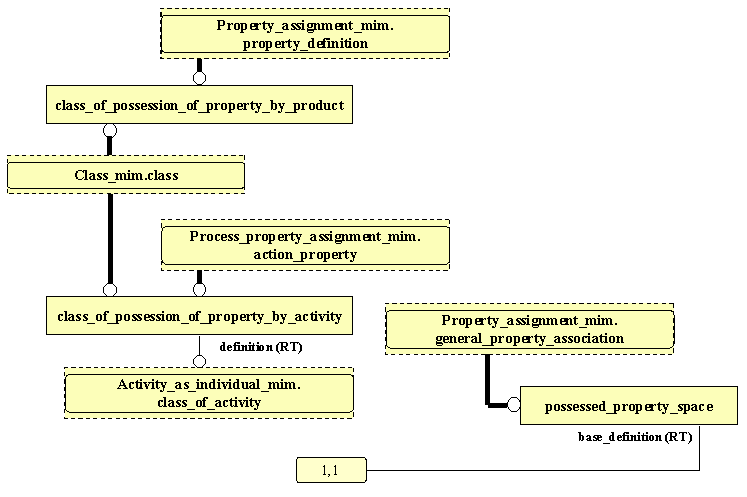 Property_assignment_mim.
property_definition
class_of_possession_of_property_by_product
Class_mim.class
Process_property_assignment_mim.
action_property
class_of_possession_of_property_by_activity
definition (RT)
Activity_as_individual_mim.
class_of_activity
Property_assignment_mim.
general_property_association
possessed_property_space
base_definition (RT)
1,1